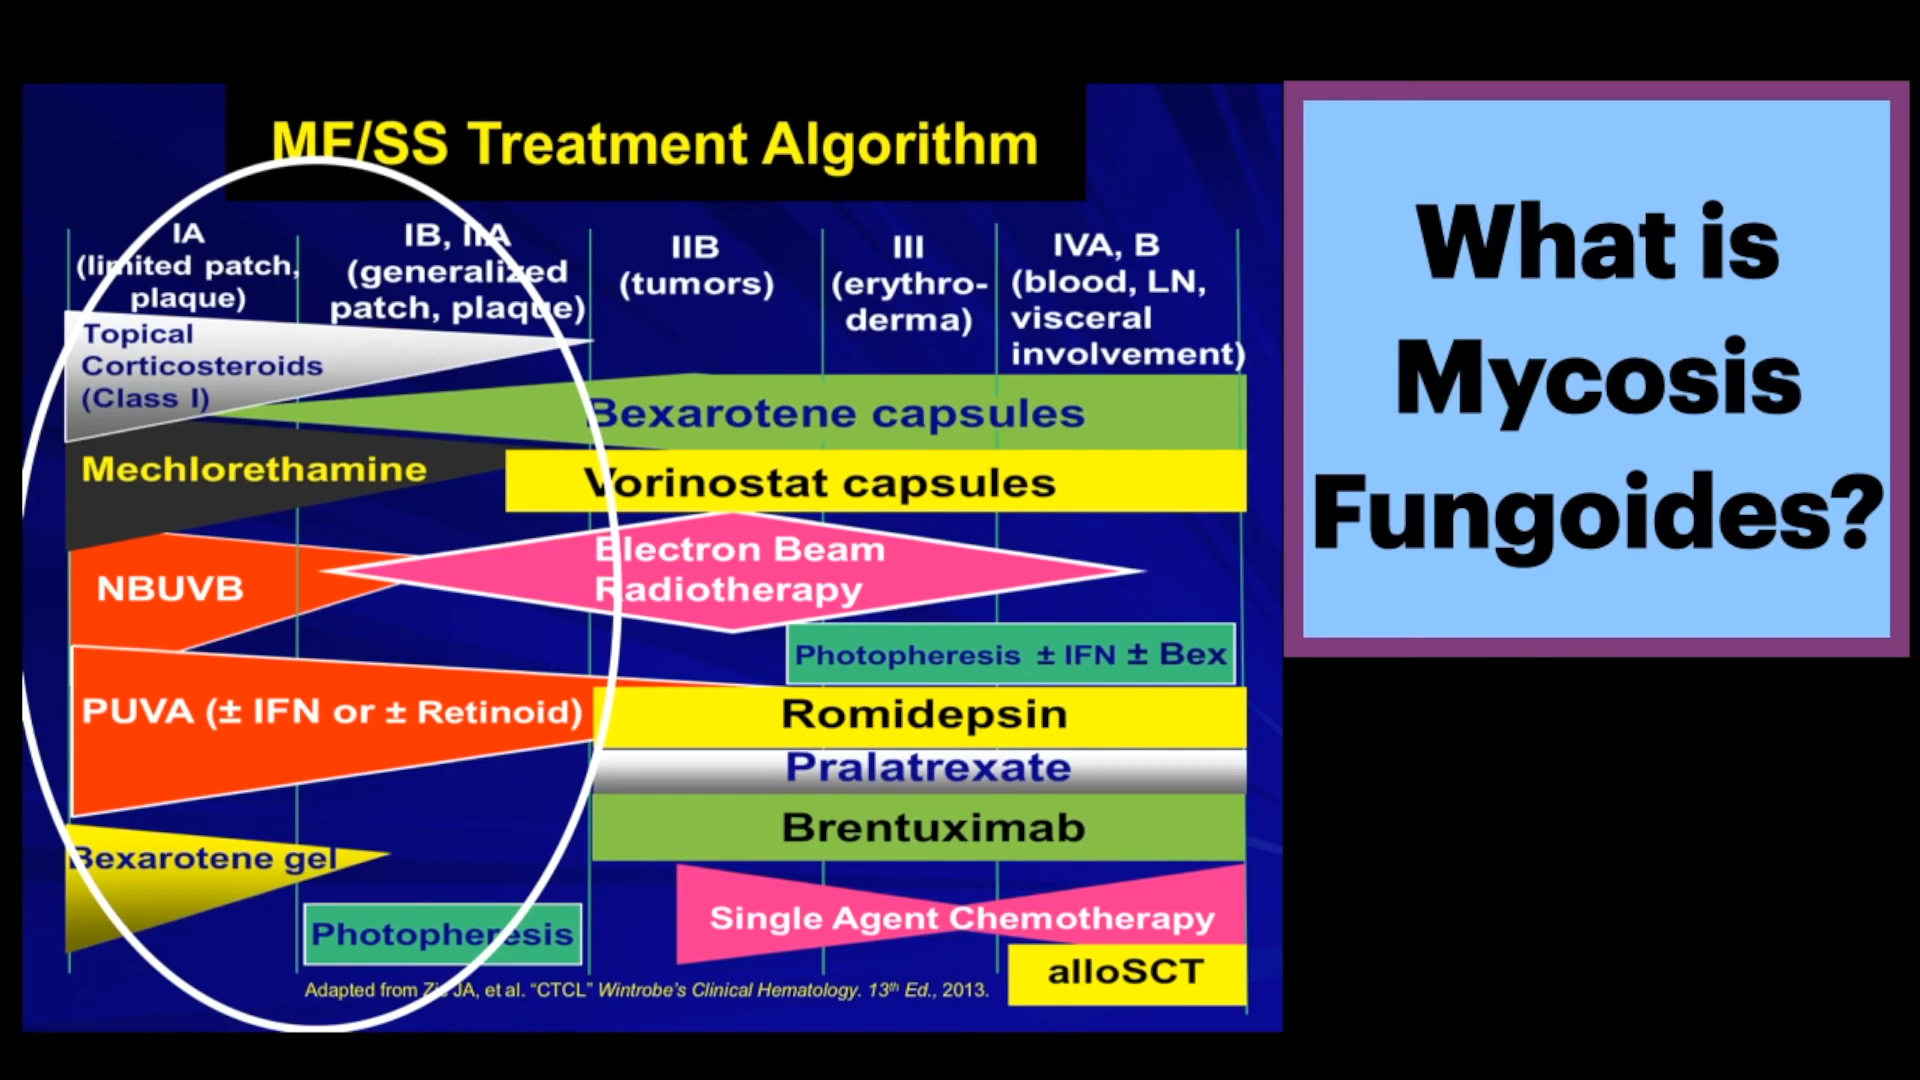 MF/SS Treatment Algorithm
IA
(limited patch,
plaque)
IB, IIA
(generalized
patch, plaque)
IIB
(tumors)
III
(erythro-
derma)
IVA, B
(blood, LN,
visceral
involvement)
Topical
Corticosteroids
(Class I)
Bexarotene capsules
Mechlorethamine
Vorinostat capsules
NBUVB
Electron Beam
Radiotherapy
Photopheresis ± IFN ± Bex
PUVA (± IFN or ± Retinoid)
Romidepsin
Pralatrexate
Brentuximab
Bexarotene gel
Photopheresis
Single Agent Chemotherapy
alloSCT
Adapted from Zic JA, et al. “CTCL” Wintrobe’s Clinical Hematology. 13th Ed., 2013.
What is
Mycosis
Fungoides?